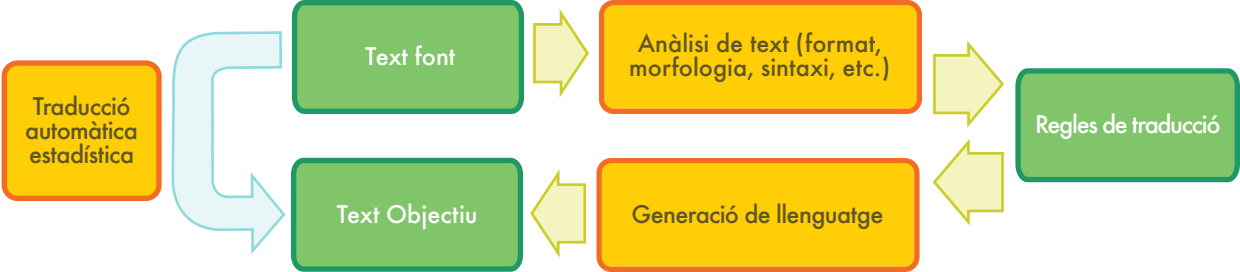 Traducció
automàtica
estadística
Text font
Anàlisi de text (format,
morfologia, sintaxi, etc.)
Regles de traducció
Generació de llenguatge
Text Objectiu